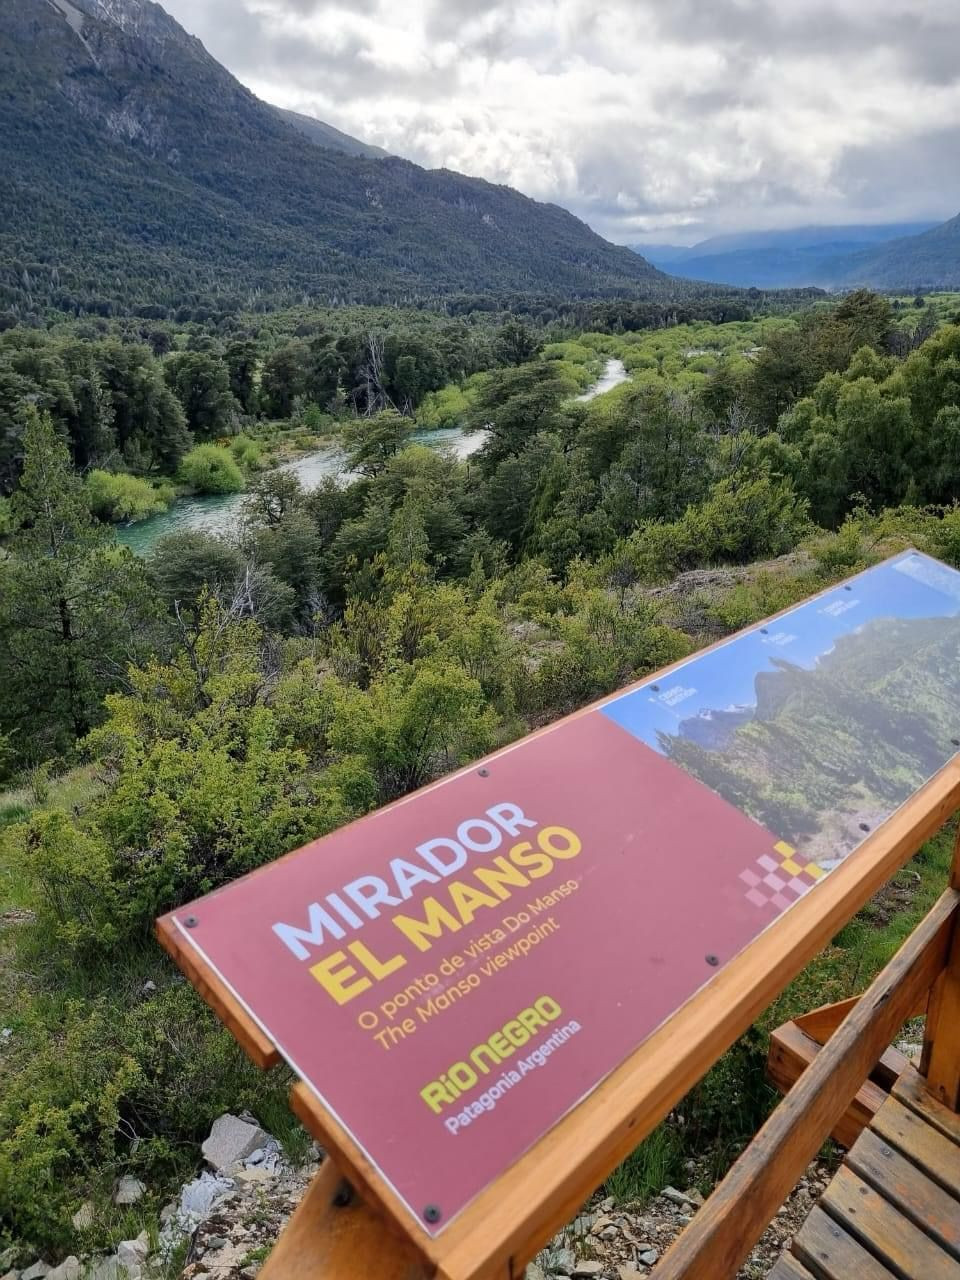 MIRADOR
EL MANSO
O ponto de vista Do Manso
The Manso viewpoint
RíO NEGRO
Patagonia Argentina